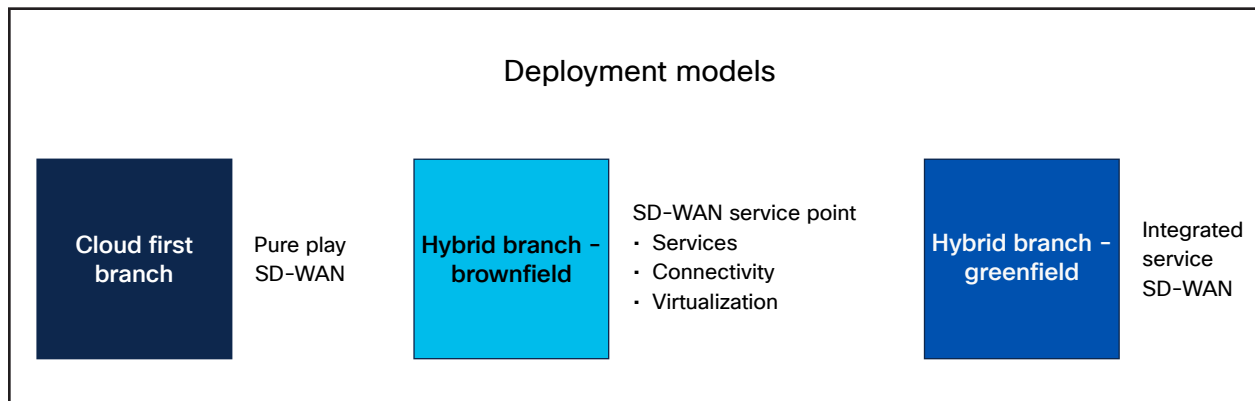 Deployment models
Cloud first
branch
Pure play
SD-WAN
Hybrid branch -
brownfield
SD-WAN service point
· Services
· Connectivity
· Virtualization
Hybrid branch -
greenfield
Integrated
service
SD-WAN